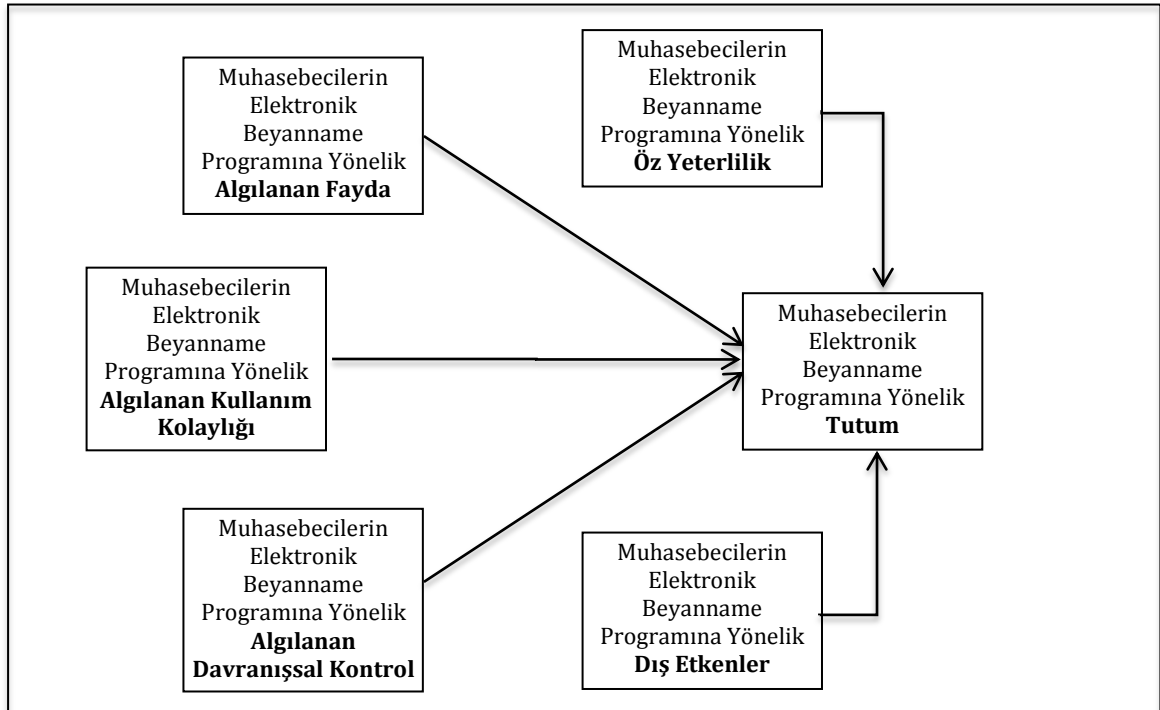 Muhasebecilerin
Elektronik
Beyanname
Programına Yönelik
Algılanan Fayda
Muhasebecilerin
Elektronik
Beyanname
Programına Yönelik
Öz Yeterlilik
Muhasebecilerin
Elektronik
Beyanname
Programına Yönelik
Algılanan Kullanım
Kolaylığı
Muhasebecilerin
Elektronik
Beyanname
Programına Yönelik
Tutum
Muhasebecilerin
Elektronik
Beyanname
Programına Yönelik
Algılanan
Davranışsal Kontrol
Muhasebecilerin
Elektronik
Beyanname
Programına Yönelik
Dış Etkenler